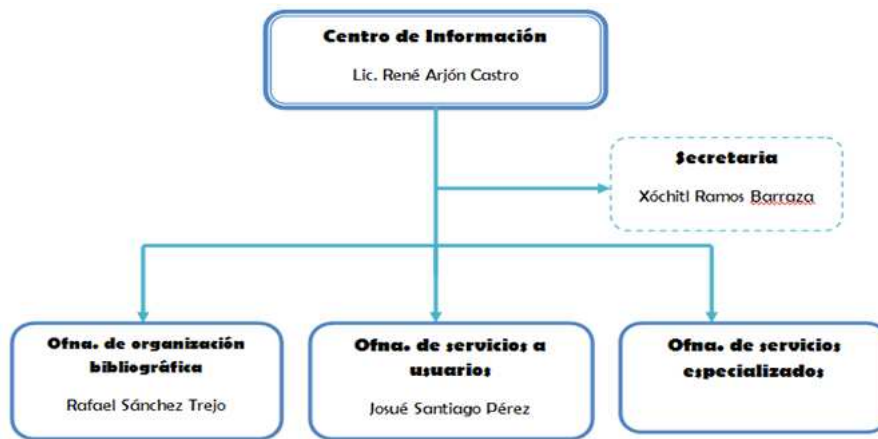 Centro de Información
Lic. René Arjón Castro
Secretaria
Xóchitl Ramos Barraza
Ofna. de organización
bibliográfica
Rafael Sánchez Trejo
Ofna. de servicios a
usuarios
Josué Santiago Pérez
Ofna. de servicios
especializados